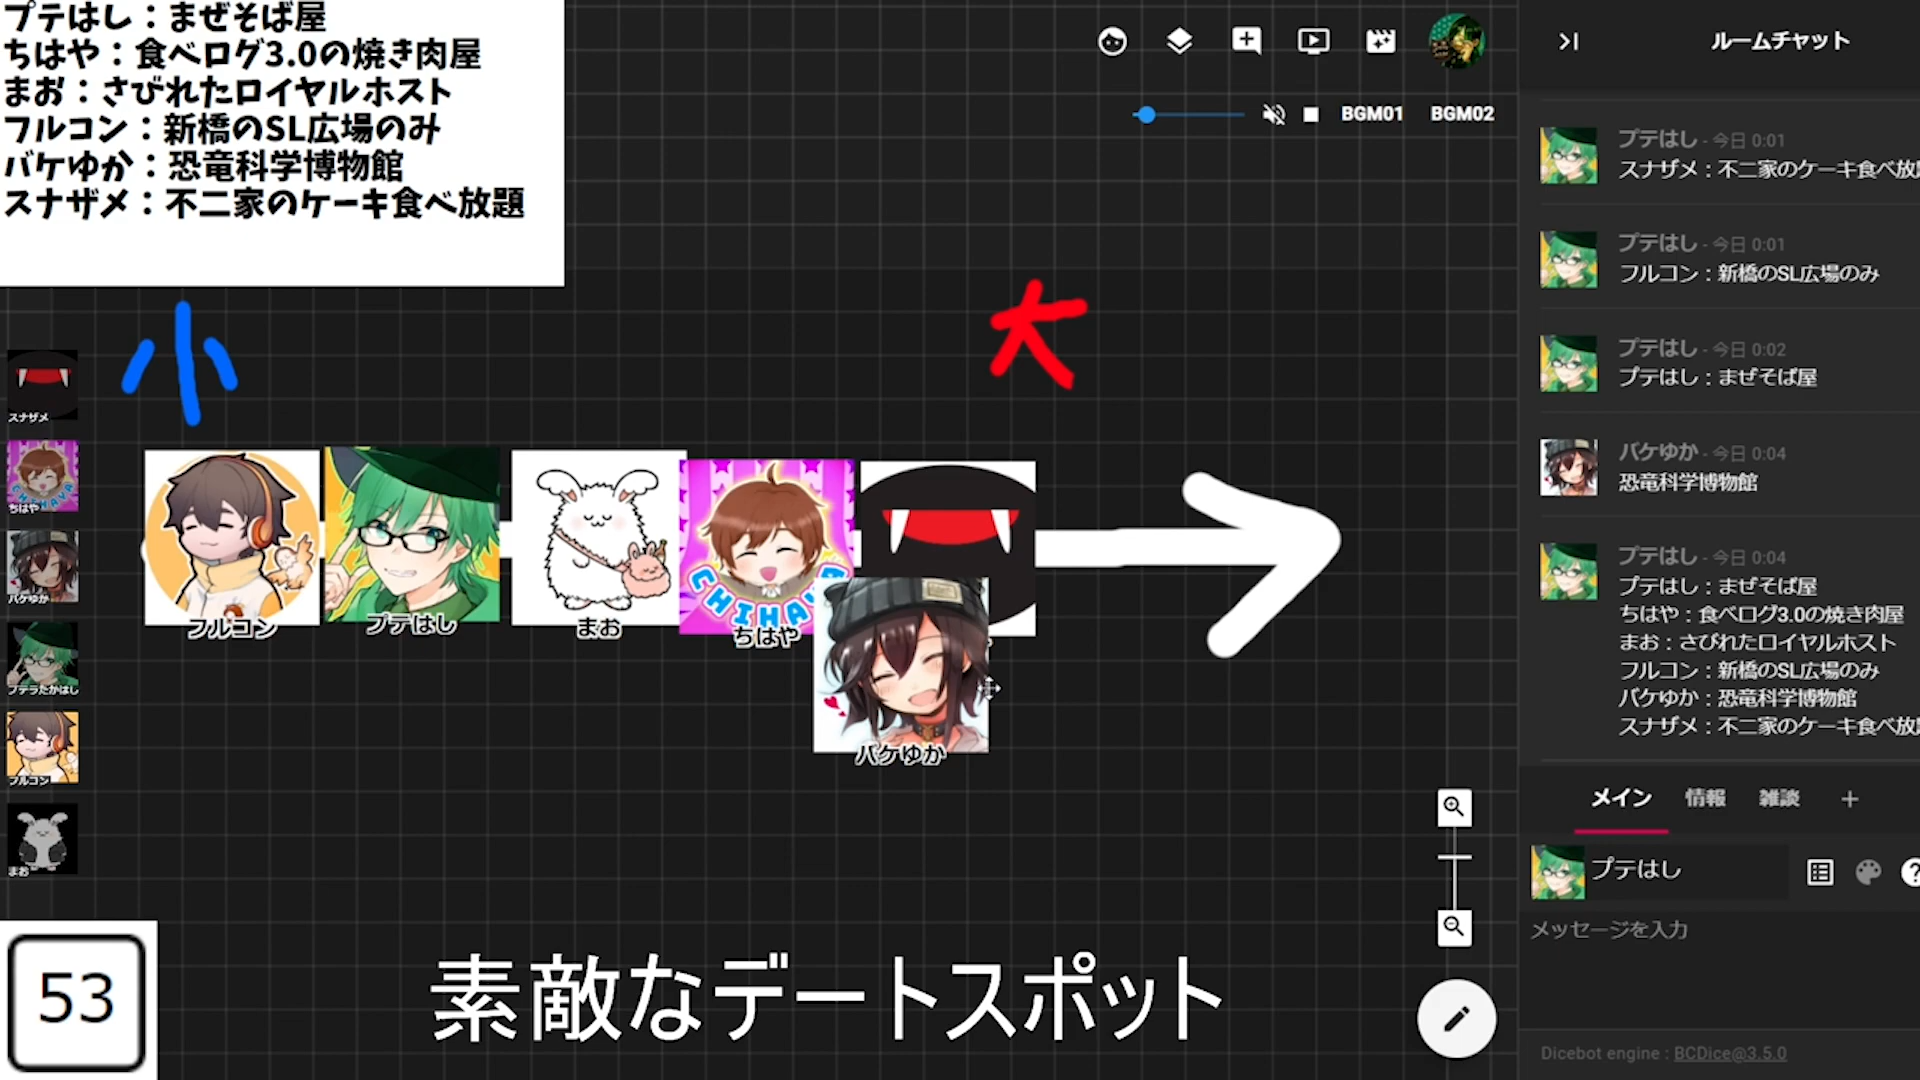 プテはし：まぜそば屋
ちはや：食べログ3.0の焼き肉屋
まお：さびれたロイヤルホスト
フルコン：新橋のSL広場のみ
バケゆか：恐竜科学博物館
スナザメ：不二家のケーキ食べ放題
小
大
BGM01 BGM02
スナザメ
ちはや
バケゆか
プテラたかはし
フルコン
まお
フルコン
プテはし
まお
CHIHAYA
ちはや
バケゆか
53
素敵なデートスポット
ルームチャット
プテはし - 今日 0:01
スナザメ：不二家のケーキ食べ放
プテはし - 今日 0:01
フルコン：新橋のSL広場のみ
プテはし - 今日 0:02
プテはし：まぜそば屋
バケゆか - 今日 0:04
恐竜科学博物館
プテはし - 今日 0:04
プテはし：まぜそば屋
ちはや：食べログ3.0の焼き肉屋
まお：さびれたロイヤルホスト
フルコン：新橋のSL広場のみ
バケゆか：恐竜科学博物館
スナザメ：不二家のケーキ食べ放
メイン 情報 雑談 +
プテはし
メッセージを入力
Dicebot engine : BCDice@3.5.0